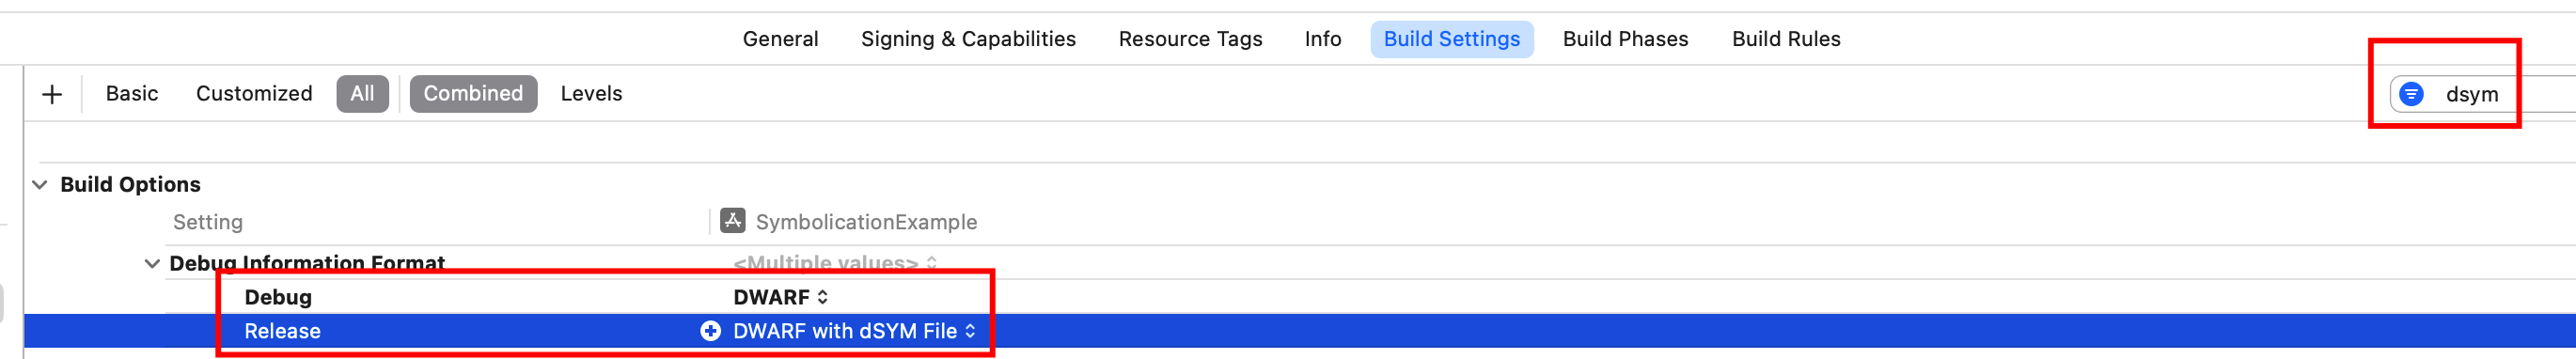 General Signing & Capabilities Resource Tags Info Build Settings Build Phases Build Rules
Basic Customized All Combined Levels dsym
Build Options
Setting SymbolicationExample
Debug Information Format <Multiple values>
Debug DWARF
Release DWARF with dSYM File